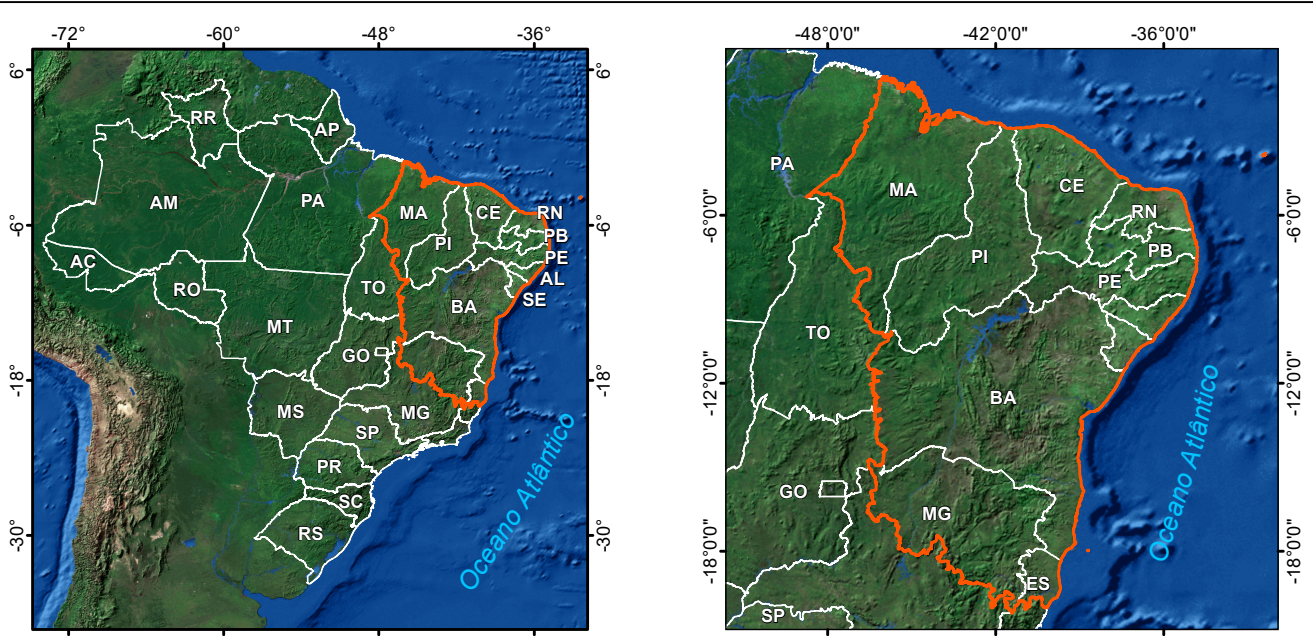 -72°
-60°
-48°
-36°
6°
6°
RR
AP
AM
PA
MA
CE
RN
-6°
-6°
PB
PI
PE
AC
AL
RO
TO
SE
BA
MT
GO
-18°
-18°
MS
MG
SP
PR
SC
RS
-30°
-30°
Oceano Atlântico
-48°0'0"
-42°0'0"
-36°0'0"
PA
MA
CE
RN
-6°0'0"
-6°0'0"
PB
PI
PE
TO
-12°0'0"
-12°0'0"
BA
GO
MG
-18°0'0"
-18°0'0"
ES
SP
Oceano Atlântico